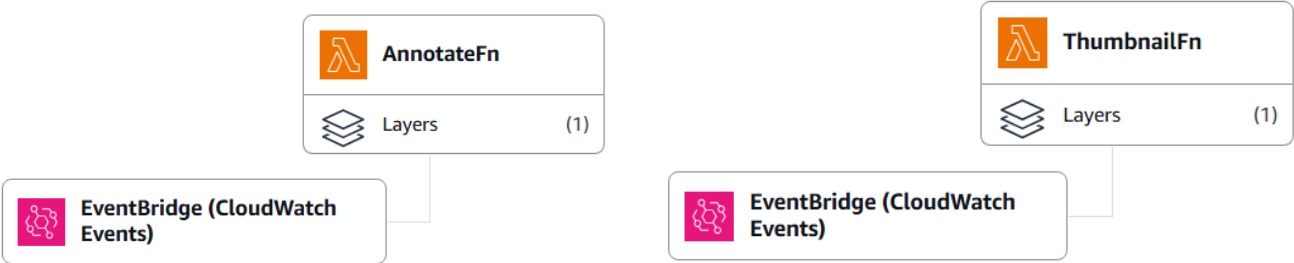 AnnotateFn
Layers (1)
EventBridge (CloudWatch
Events)
ThumbnailFn
Layers (1)
EventBridge (CloudWatch
Events)